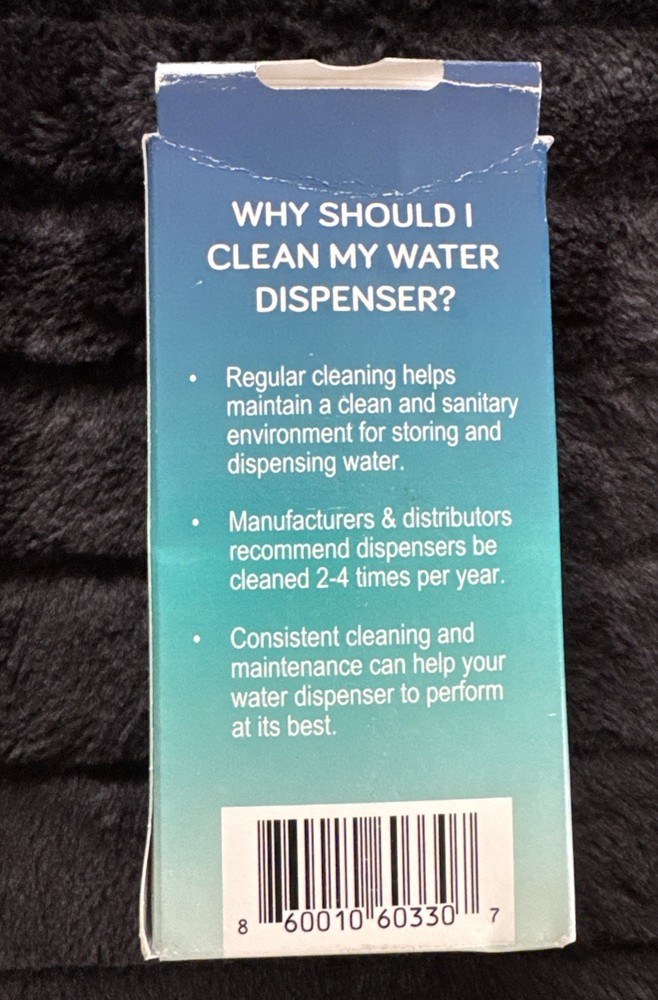 WHY SHOULD I
CLEAN MY WATER
DISPENSER?
• Regular cleaning helps
maintain a clean and sanitary
environment for storing and
dispensing water.
• Manufacturers & distributors
recommend dispensers be
cleaned 2-4 times per year.
• Consistent cleaning and
maintenance can help your
water dispenser to perform
at its best.
8 60010 60330 7